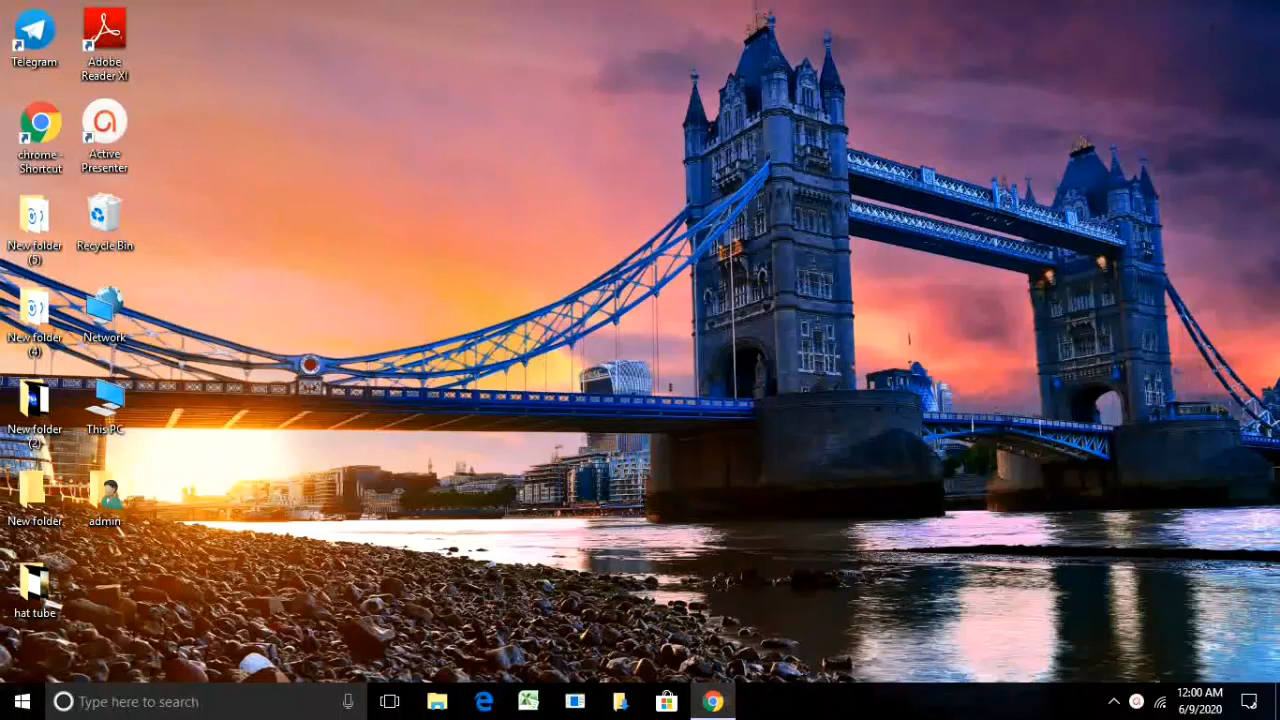 Telegram
Adobe
Reader XI
chrome -
Shortcut
Active
Presenter
New folder
(5)
Recycle Bin
New folder
(4)
Network
New folder
(2)
This PC
New folder
admin
hat tube
Type here to search
12:00 AM
6/9/2020